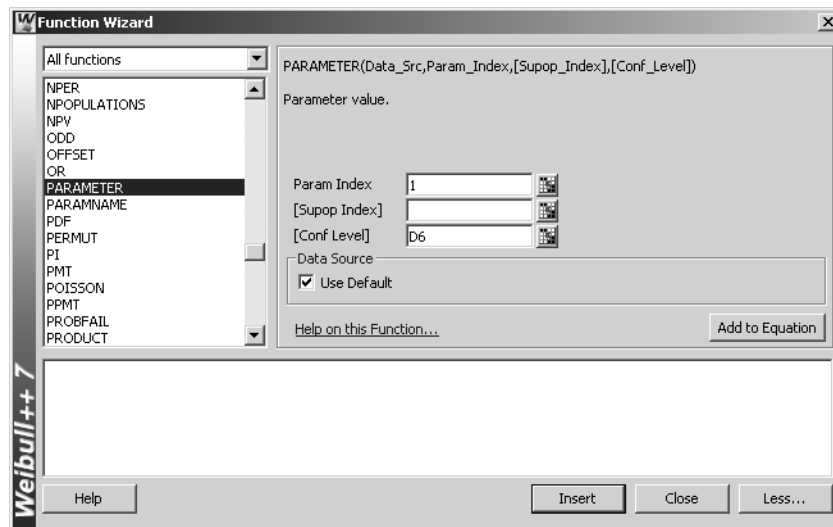 Function Wizard
All functions
NPER
NPOPULATIONS
NPV
ODD
OFFSET
OR
PARAMETER
PARAMNAME
PDF
PERMUT
PI
PMT
POISSON
PPMT
PROBFAIL
PRODUCT
PARAMETER(Data_Src,Param_Index,[Supop_Index],[Conf_Level])
Parameter value.
Param Index 1
[Supop Index]
[Conf Level] D6
Data Source
Use Default
Help on this Function...
Add to Equation
Weibull++ 7
Help
Insert
Close
Less...